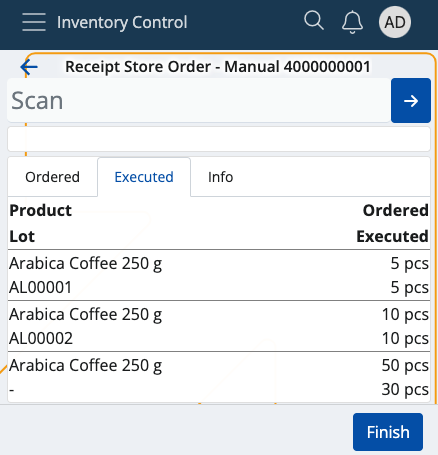 Inventory Control AD
Receipt Store Order - Manual 4000000001
Scan
Ordered Executed Info
Product Ordered
Lot Executed
Arabica Coffee 250 g 5 pcs
AL00001 5 pcs
Arabica Coffee 250 g 10 pcs
AL00002 10 pcs
Arabica Coffee 250 g 50 pcs
- 30 pcs
Finish